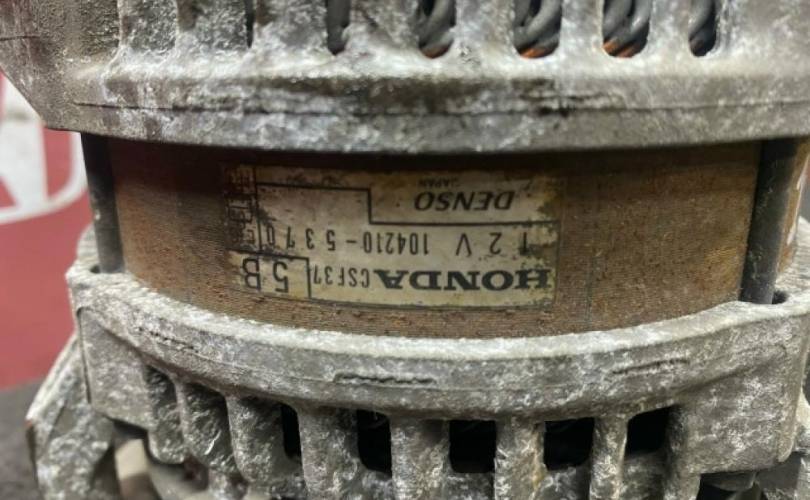 HONDA CSF37 5B
12V 104210-5370
DENSO
JAPAN